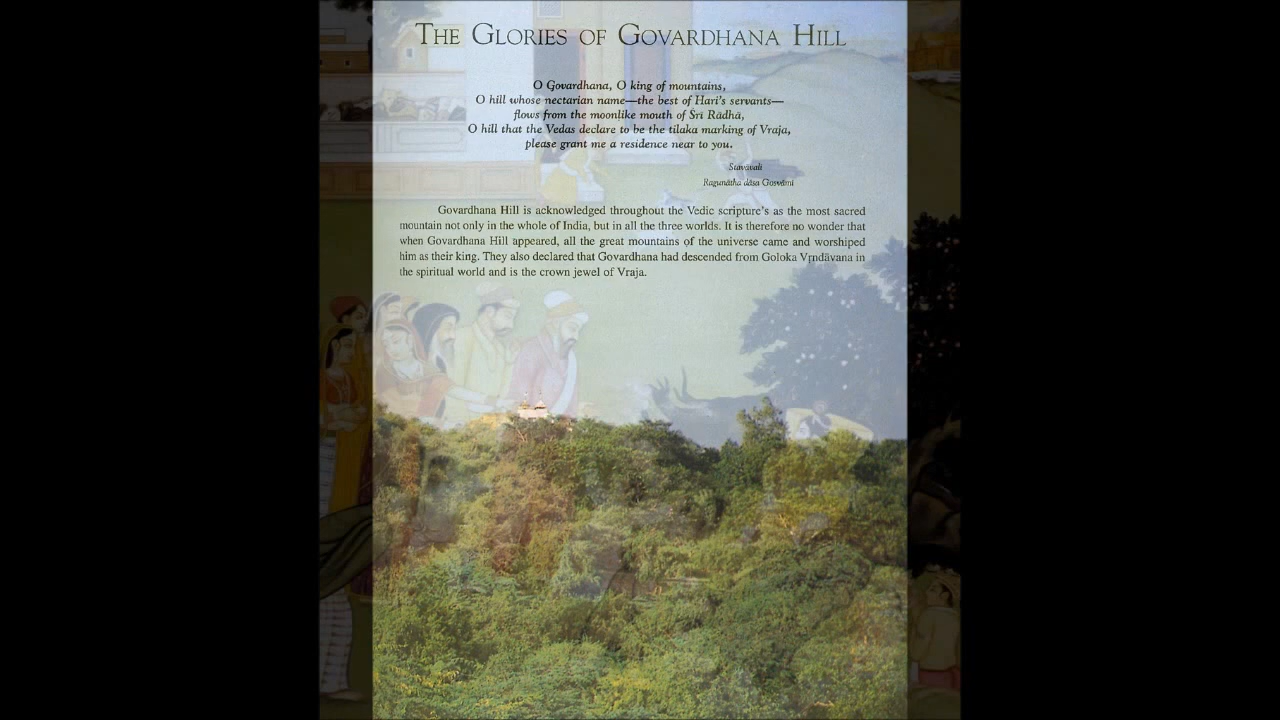 THE GLORIES OF GOVARDHANA HILL
O Govardhana, O king of mountains,
O hill whose nectarian name—the best of Hari's servants—
flows from the moonlike mouth of Śrī Rādhā,
O hill that the Vedas declare to be the tilaka marking of Vraja,
please grant me a residence near to you.
Stavāvalī
Ragunātha dāsa Gosvāmī
Govardhana Hill is acknowledged throughout the Vedic scripture's as the most sacred
mountain not only in the whole of India, but in all the three worlds. It is therefore no wonder that
when Govardhana Hill appeared, all the great mountains of the universe came and worshiped
him as their king. They also declared that Govardhana had descended from Goloka Vṛndāvana in
the spiritual world and is the crown jewel of Vraja.